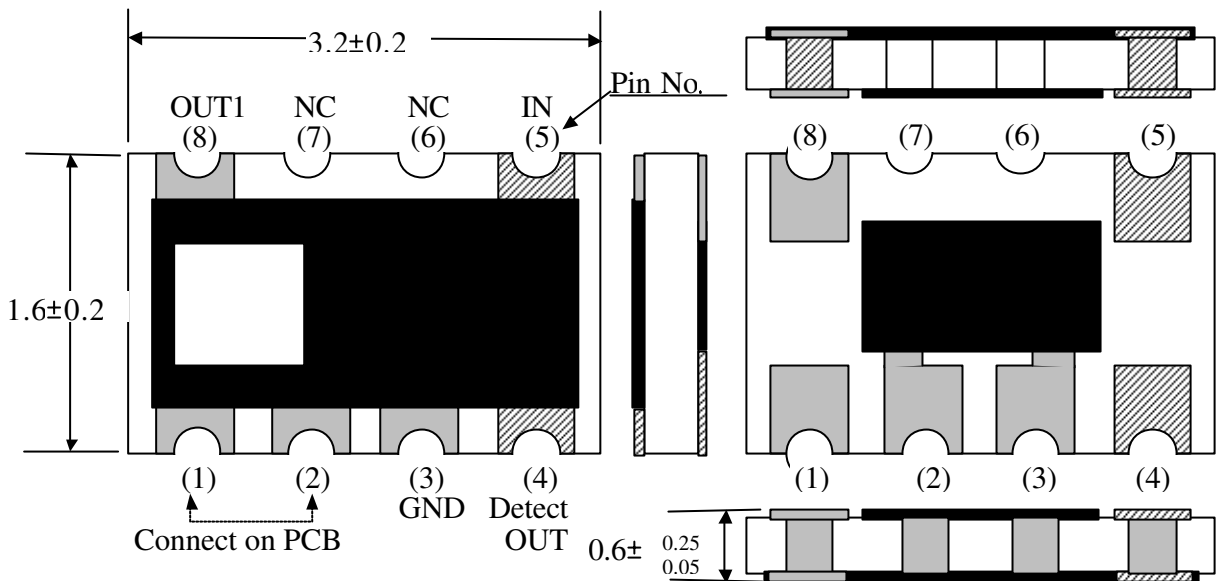 3.2±0.2
Pin No.
OUT1 NC NC IN
(8) (7) (6) (5)
(8) (7) (6) (5)
1.6±0.2
(1) (2) (3) (4)
GND Detect
OUT
Connect on PCB
(1) (2) (3) (4)
0.6± 0.25
0.05